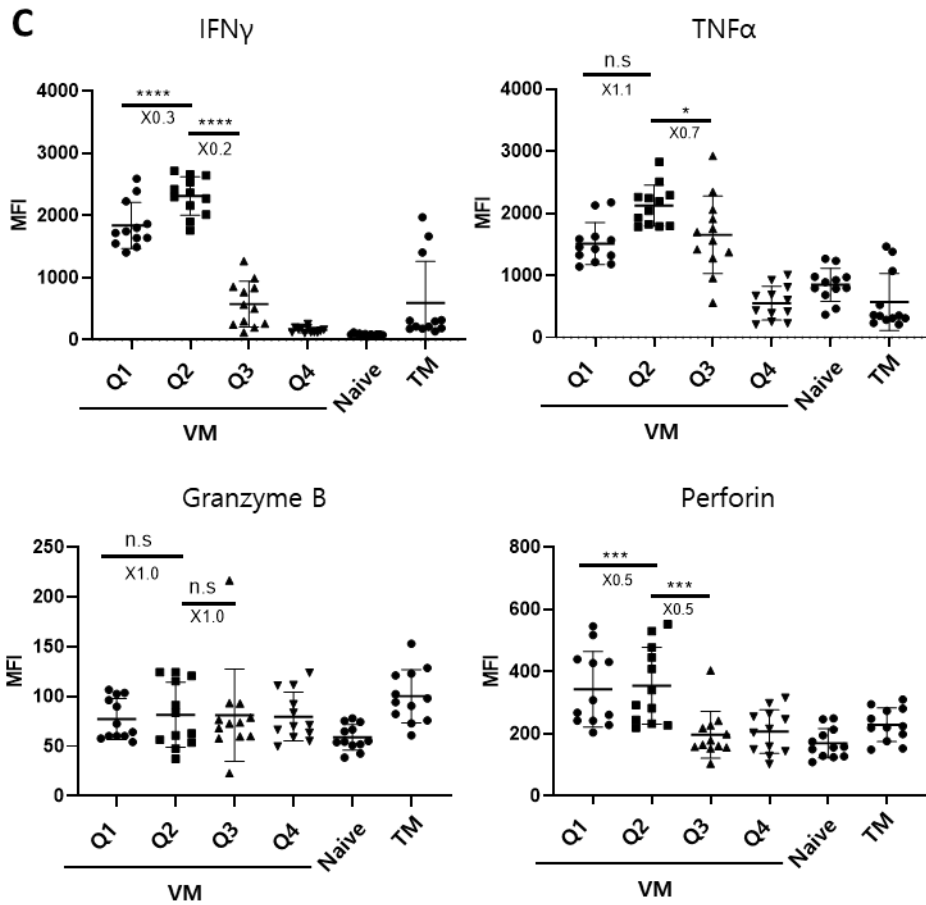 C
IFNγ
MFI
4000
3000
2000
1000
0
****
X0.3
****
X0.2
Q1
Q2
Q3
Q4
Naive
TM
VM
TNFα
MFI
4000
3000
2000
1000
0
n.s
X1.1
*
X0.7
Q1
Q2
Q3
Q4
Naive
TM
VM
Granzyme B
MFI
250
200
150
100
50
0
n.s
X1.0
n.s
X1.0
Q1
Q2
Q3
Q4
Naive
TM
VM
Perforin
MFI
800
600
400
200
0
***
X0.5
***
X0.5
Q1
Q2
Q3
Q4
Naive
TM
VM